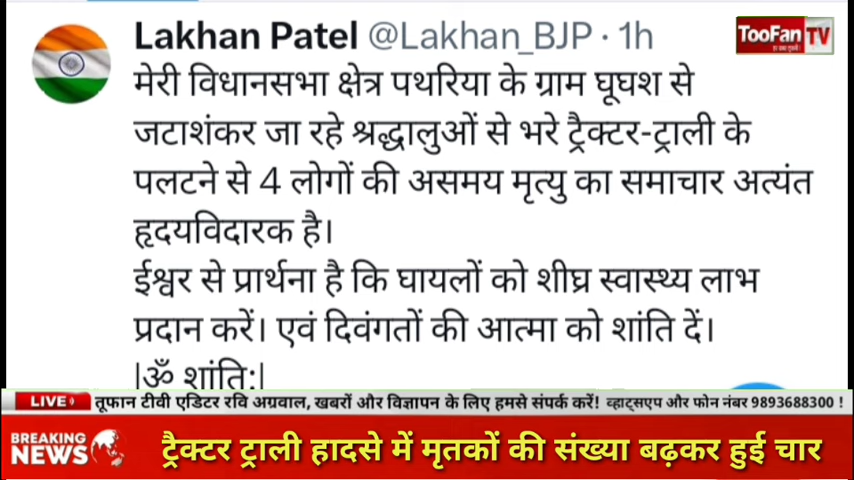 Lakhan Patel @Lakhan_BJP · 1h
TooFan TV
मेरी विधानसभा क्षेत्र पथरिया के ग्राम घूघश से
जटाशंकर जा रहे श्रद्धालुओं से भरे ट्रैक्टर-ट्राली के
पलटने से 4 लोगों की असमय मृत्यु का समाचार अत्यंत
हृदयविदारक है।
ईश्वर से प्रार्थना है कि घायलों को शीघ्र स्वास्थ्य लाभ
प्रदान करें। एवं दिवंगतों की आत्मा को शांति दें।
|ॐ शांति:|
LIVE तूफान टीवी एडिटर रवि अग्रवाल, खबरों और विज्ञापन के लिए हमसे संपर्क करें! व्हाट्सएप और फोन नंबर 9893688300 !
BREAKING
NEWS
ट्रैक्टर ट्राली हादसे में मृतकों की संख्या बढ़कर हुई चार